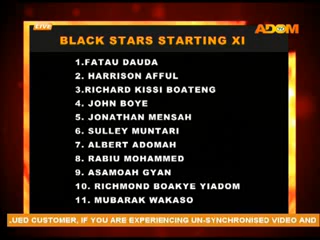 LIVE
ADOM
BLACK STARS STARTING XI
1.FATAU DAUDA
2. HARRISON AFFUL
3.RICHARD KISSI BOATENG
4. JOHN BOYE
5. JONATHAN MENSAH
6. SULLEY MUNTARI
7. ALBERT ADOMAH
8. RABIU MOHAMMED
9. ASAMOAH GYAN
10. RICHMOND BOAKYE YIADOM
11. MUBARAK WAKASO
.UED CUSTOMER, IF YOU ARE EXPERIENCING UN-SYNCHRONISED VIDEO AND